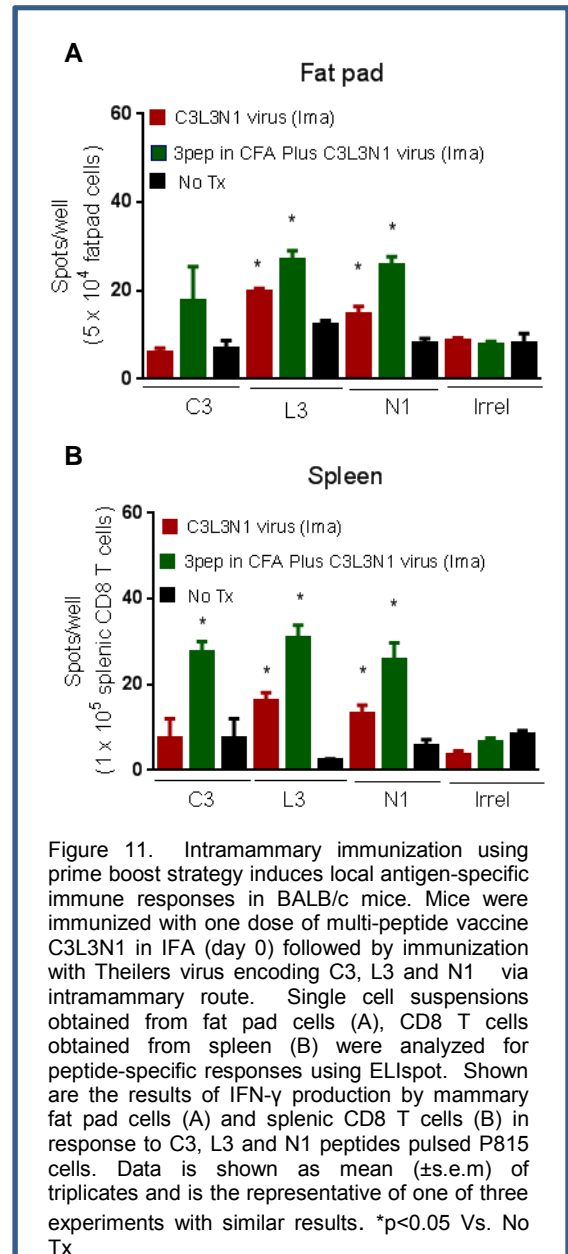 A
Fat pad
60
40
20
0
Spots/well
(5 x 10⁴ fatpad cells)
C3L3N1 virus (Ima)
3pep in CFA Plus C3L3N1 virus (Ima)
No Tx
* * * *
C3 L3 N1 Irrel
B
Spleen
60
40
20
0
Spots/well
(1 x 10⁵ splenic CD8 T cells)
C3L3N1 virus (Ima)
3pep in CFA Plus C3L3N1 virus (Ima)
No Tx
* * * * *
C3 L3 N1 Irrel
Figure 11. Intramammary immunization using
prime boost strategy induces local antigen-specific
immune responses in BALB/c mice. Mice were
immunized with one dose of multi-peptide vaccine
C3L3N1 in IFA (day 0) followed by immunization
with Theilers virus encoding C3, L3 and N1 via
intramammary route. Single cell suspensions
obtained from fat pad cells (A), CD8 T cells
obtained from spleen (B) were analyzed for
peptide-specific responses using ELIspot. Shown
are the results of IFN-γ production by mammary
fat pad cells (A) and splenic CD8 T cells (B) in
response to C3, L3 and N1 peptides pulsed P815
cells. Data is shown as mean (±s.e.m) of
triplicates and is the representative of one of three
experiments with similar results. *p<0.05 Vs. No
Tx